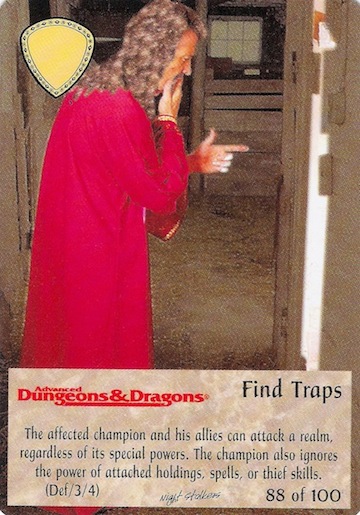 Advanced
Dungeons & Dragons®
Find Traps
The affected champion and his allies can attack a realm,
regardless of its special powers. The champion also ignores
the power of attached holdings, spells, or thief skills.
(Def/3/4)
Night Stalkers
88 of 100